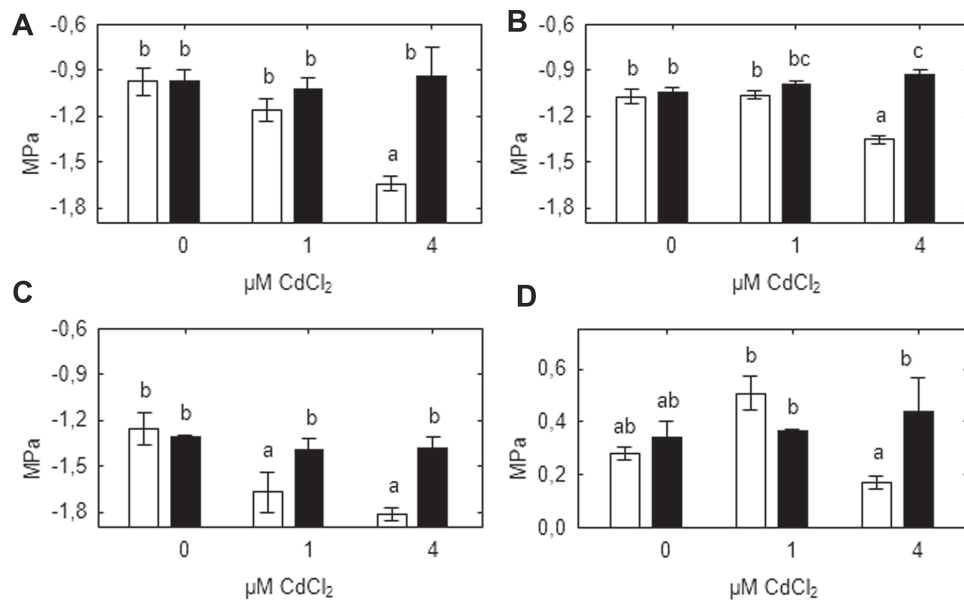 A
-0,6
-0,9
-1,2
-1,5
-1,8
MPa
b b b b b a
0 1 4
µM CdCl₂
B
-0,6
-0,9
-1,2
-1,5
-1,8
MPa
b b b bc a c
0 1 4
µM CdCl₂
C
-0,6
-0,9
-1,2
-1,5
-1,8
MPa
b b a b a b
0 1 4
µM CdCl₂
D
0,6
0,4
0,2
0,0
MPa
ab ab b b a b
0 1 4
µM CdCl₂